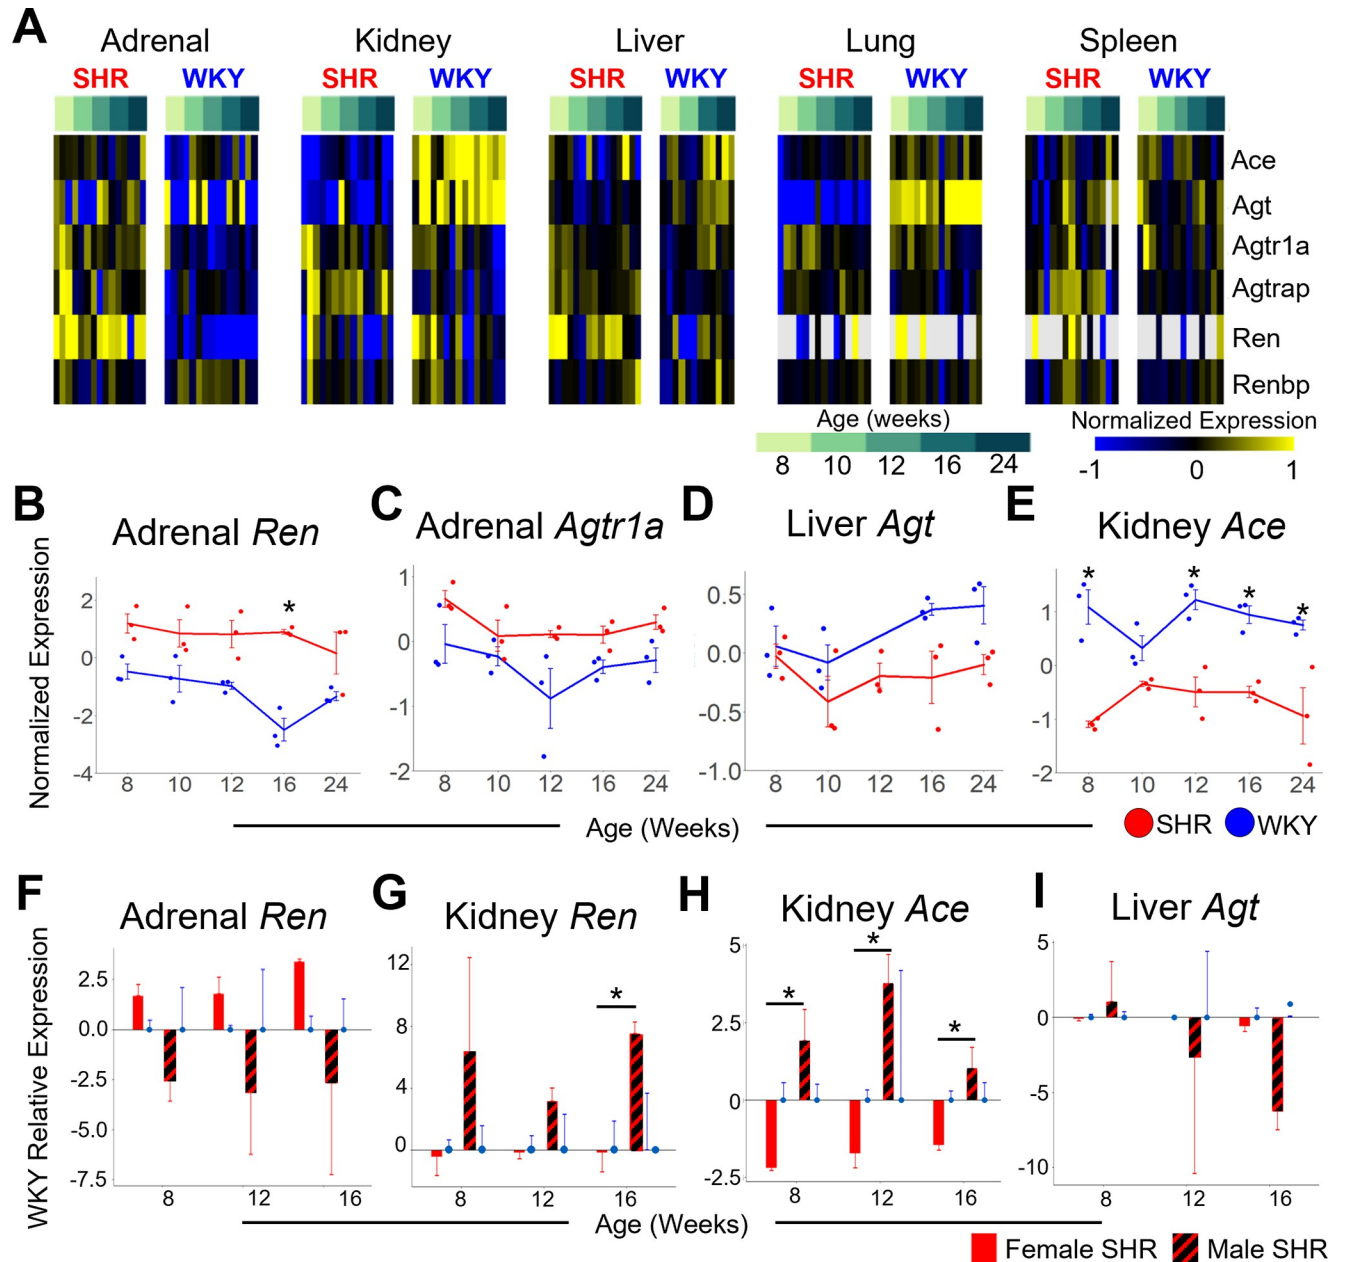 A
Adrenal Kidney Liver Lung Spleen
SHR WKY SHR WKY SHR WKY SHR WKY SHR WKY
Ace
Agt
Agtr1a
Agtrap
Ren
Renbp
Age (weeks)
8 10 12 16 24
Normalized Expression
-1 0 1
B C D E
Adrenal Ren Adrenal Agtr1a Liver Agt Kidney Ace
Normalized Expression
2
0
-2
-4
8 10 12 16 24
*
1
0
-1
-2
8 10 12 16 24
0.5
0.0
-0.5
-1.0
8 10 12 16 24
1
0
-1
-2
8 10 12 16 24
* * * *
Age (Weeks)
SHR WKY
F G H I
Adrenal Ren Kidney Ren Kidney Ace Liver Agt
WKY Relative Expression
2.5
0.0
-2.5
-5.0
-7.5
8 12 16
12
8
4
0
8 12 16
*
5
2.5
0
-2.5
8 12 16
* * *
5
0
-5
-10
8 12 16
Age (Weeks)
Female SHR Male SHR